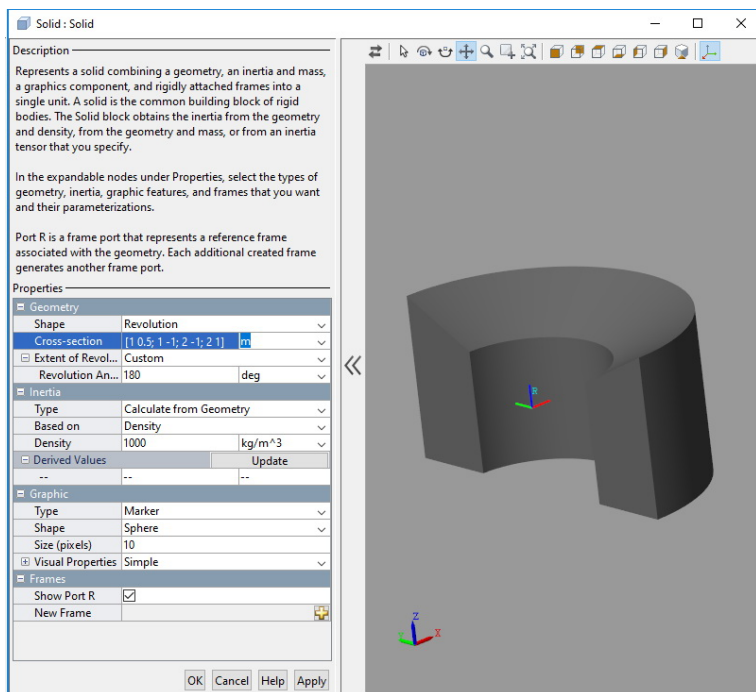 Solid : Solid
Description
Represents a solid combining a geometry, an inertia and mass,
a graphics component, and rigidly attached frames into a
single unit. A solid is the common building block of rigid
bodies. The Solid block obtains the inertia from the geometry
and density, from the geometry and mass, or from an inertia
tensor that you specify.
In the expandable nodes under Properties, select the types of
geometry, inertia, graphic features, and frames that you want
and their parameterizations.
Port R is a frame port that represents a reference frame
associated with the geometry. Each additional created frame
generates another frame port.
Properties
Geometry
Shape Revolution
Cross-section [1 0.5; 1 -1; 2 -1; 2 1] m
Extent of Revol... Custom
Revolution An... 180 deg
Inertia
Type Calculate from Geometry
Based on Density
Density 1000 kg/m^3
Derived Values Update
-- -- --
Graphic
Type Marker
Shape Sphere
Size (pixels) 10
Visual Properties Simple
Frames
Show Port R
New Frame
OK Cancel Help Apply
R
Z
Y X